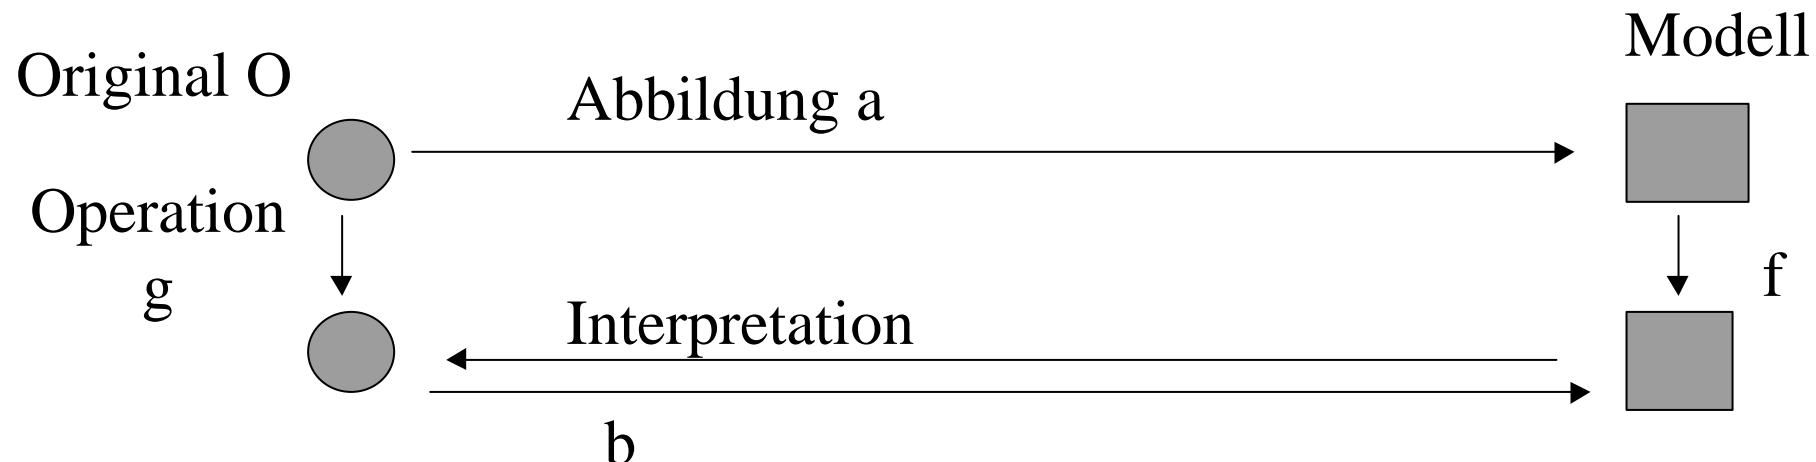 Modell
Original O
Abbildung a
Operation
g
f
Interpretation
b